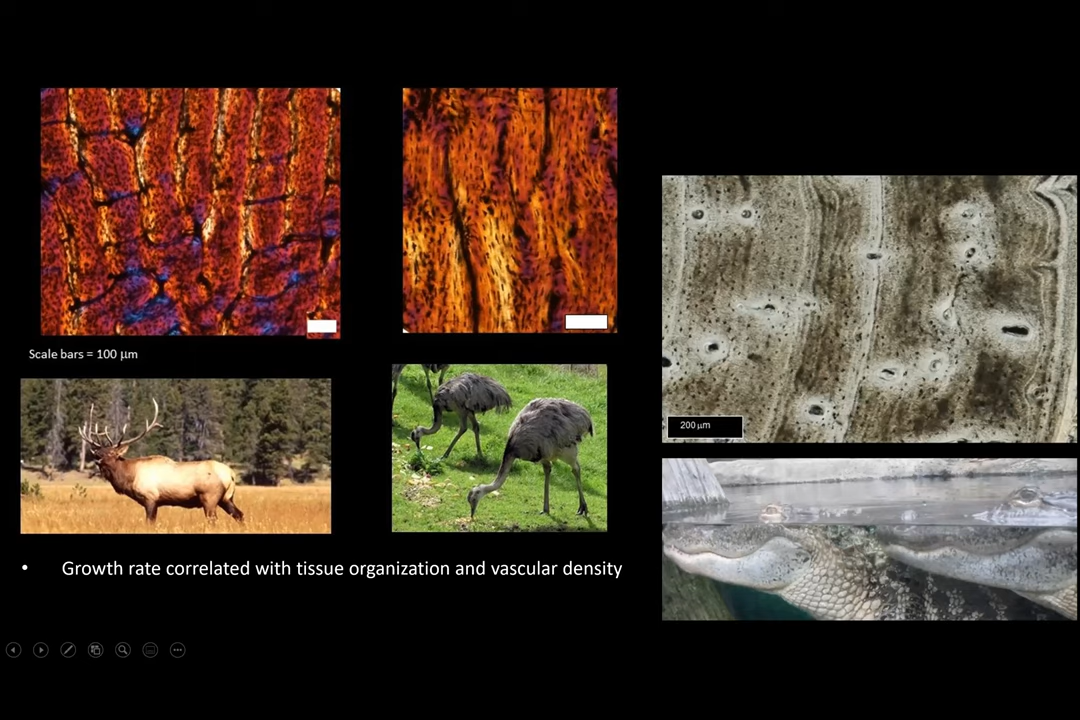 Scale bars = 100 µm
200 µm
• Growth rate correlated with tissue organization and vascular density